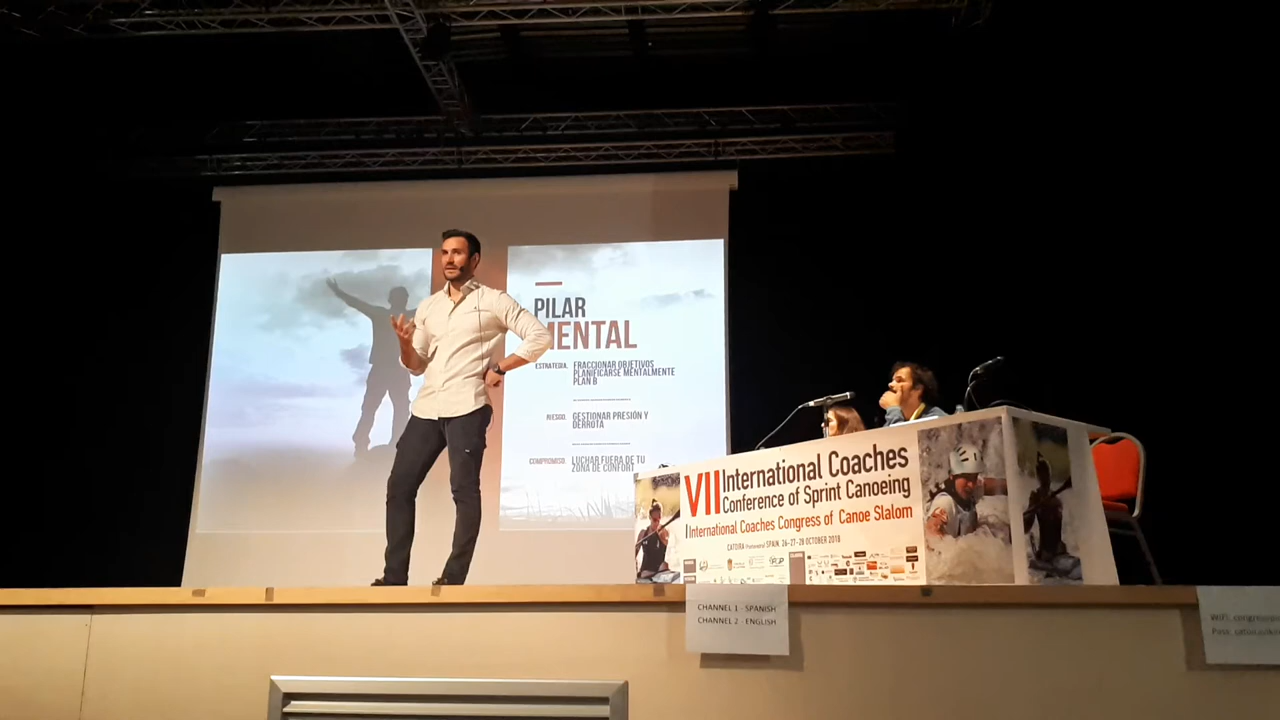 PILAR
MENTAL
ESTRATEGIA. FRACCIONAR OBJETIVOS
PLANIFICARSE MENTALMENTE
PLAN B
RIESGO. GESTIONAR PRESIÓN Y
DERROTA
COMPROMISO. LUCHAR FUERA DE TU
ZONA DE CONFORT
VII International Coaches
Conference of Sprint Canoeing
I International Coaches Congress of Canoe Slalom
CATOIRA Pontevedra SPAIN 26-27-28 OCTOBER 2018
CHANNEL 1 - SPANISH
CHANNEL 2 - ENGLISH